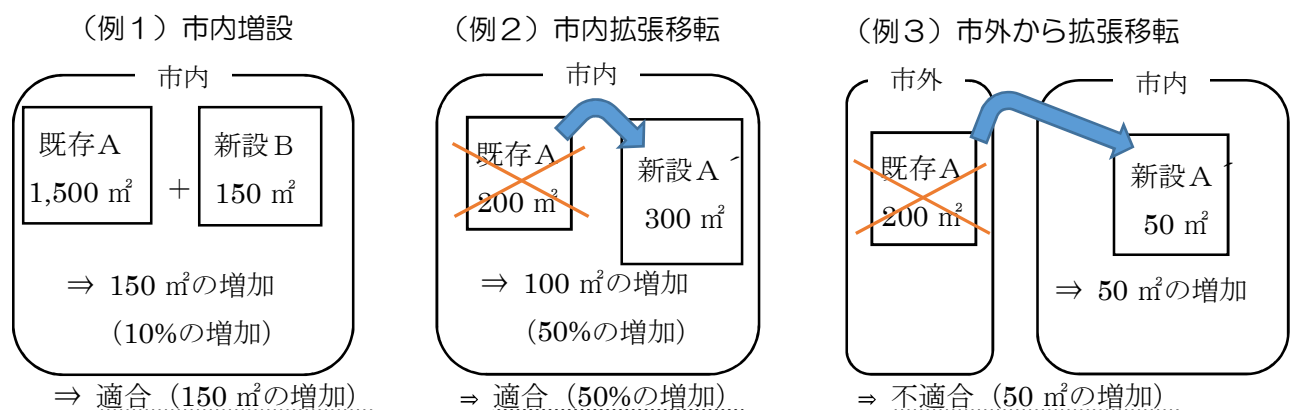 （例１）市内増設
市内
既存Ａ
1,500 ㎡
＋
新設Ｂ
150 ㎡
⇒ 150 ㎡の増加
（10%の増加）
⇒ 適合（150 ㎡の増加）
（例２）市内拡張移転
市内
既存Ａ
200 ㎡
新設Ａ´
300 ㎡
⇒ 100 ㎡の増加
（50%の増加）
⇒ 適合（50%の増加）
（例３）市外から拡張移転
市外
既存Ａ
200 ㎡
市内
新設Ａ´
50 ㎡
⇒ 50 ㎡の増加
⇒ 不適合（50 ㎡の増加）